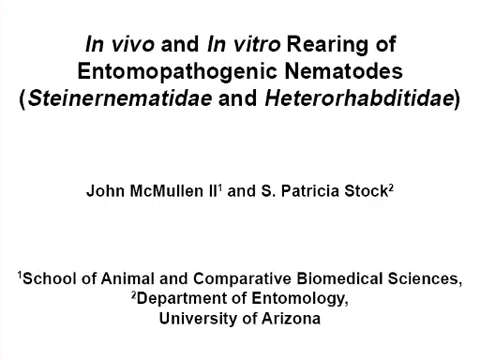 In vivo and In vitro Rearing of
Entomopathogenic Nematodes
(Steinernematidae and Heterorhabditidae)
John McMullen II¹ and S. Patricia Stock²
¹School of Animal and Comparative Biomedical Sciences,
²Department of Entomology,
University of Arizona